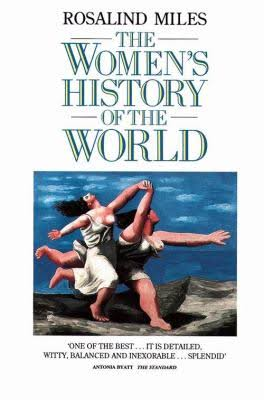 ROSALIND MILES
THE
WOMEN'S
HISTORY
OF THE
WORLD
'ONE OF THE BEST . . . IT IS DETAILED,
WITTY, BALANCED AND INEXORABLE . . . SPLENDID'
ANTONIA BYATT THE STANDARD